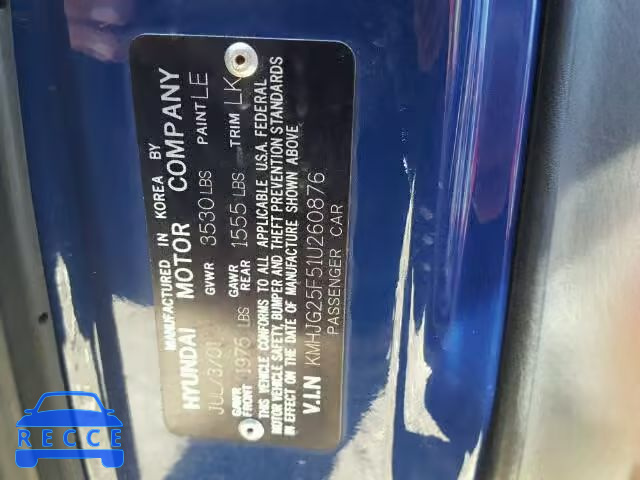 MANUFACTURED IN KOREA BY
HYUNDAI MOTOR COMPANY
JUL/3/01 GVWR 3530LBS PAINT LE
GAWR FRONT 1975 LBS GAWR REAR 1555 LBS TRIM LK
THIS VEHICLE CONFORMS TO ALL APPLICABLE U.S.A. FEDERAL
MOTOR VEHICLE SAFETY, BUMPER AND THEFT PREVENTION STANDARDS
IN EFFECT ON THE DATE OF MANUFACTURE SHOWN ABOVE
V.I.N KMHJG25F51U260876
PASSENGER CAR
RECCE